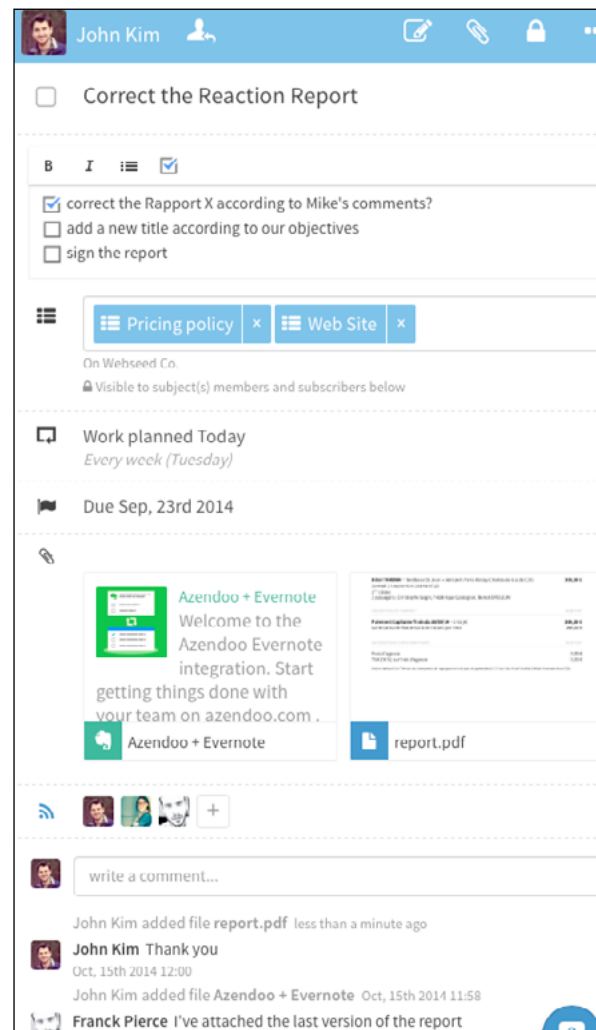 John Kim
Correct the Reaction Report
B I
correct the Rapport X according to Mike's comments?
add a new title according to our objectives
sign the report
Pricing policy × Web Site ×
On Webseed Co.
Visible to subject(s) members and subscribers below
Work planned Today
Every week (Tuesday)
Due Sep, 23rd 2014
Azendoo + Evernote
Welcome to the
Azendoo Evernote
integration. Start
getting things done with
your team on azendoo.com .
Azendoo + Evernote
report.pdf
+
write a comment...
John Kim added file report.pdf less than a minute ago
John Kim Thank you
Oct, 15th 2014 12:00
John Kim added file Azendoo + Evernote Oct, 15th 2014 11:58
Franck Pierce I've attached the last version of the report